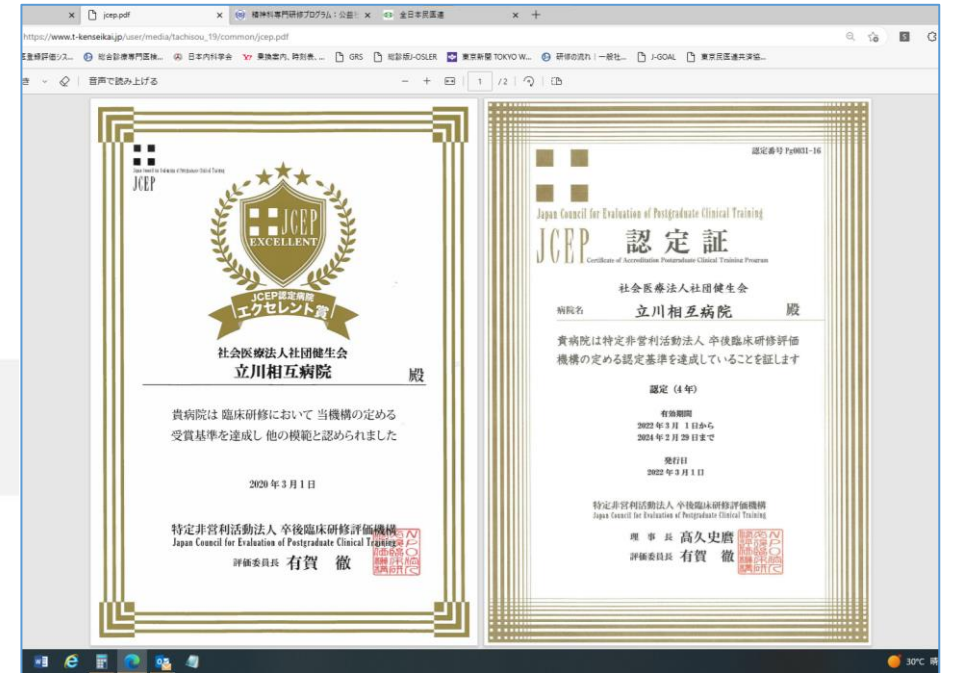 jcep.pdf
精神科専門研修プログラム：公益社
全日本民医連
https://www.t-kenseikai.jp/user/media/tachisou_19/common/jcep.pdf
総合診療専門医検...
日本内科学会
乗換案内、時刻表、...
GRS
総診版J-OSLER
東京新聞 TOKYO W...
研修の流れ｜一般社...
J-GOAL
東京民医連共済協...
音声で読み上げる
1 /2
JCEP
JCEP
EXCELLENT
JCEP認定病院
エクセレント賞
社会医療法人社団健生会
立川相互病院 殿
貴病院は 臨床研修において 当機構の定める
受賞基準を達成し 他の模範と認められました
2020年3月1日
特定非営利活動法人 卒後臨床研修評価機構
Japan Council for Evaluation of Postgraduate Clinical Training
評価委員長 有賀 徹
認定番号 Pg0031-16
Japan Council for Evaluation of Postgraduate Clinical Training
JCEP 認定証
Certificate of Accreditation Postgraduate Clinical Training Program
社会医療法人社団健生会
病院名 立川相互病院 殿
貴病院は特定非営利活動法人 卒後臨床研修評価
機構の定める認定基準を達成していることを証します
認定（4年）
有効期間
2022年3月 1日から
2024年2月29日まで
発行日
2022年3月1日
特定非営利活動法人 卒後臨床研修評価機構
Japan Council for Evaluation of Postgraduate Clinical Training
理事長 高久史麿
評価委員長 有賀 徹
30°C 晴